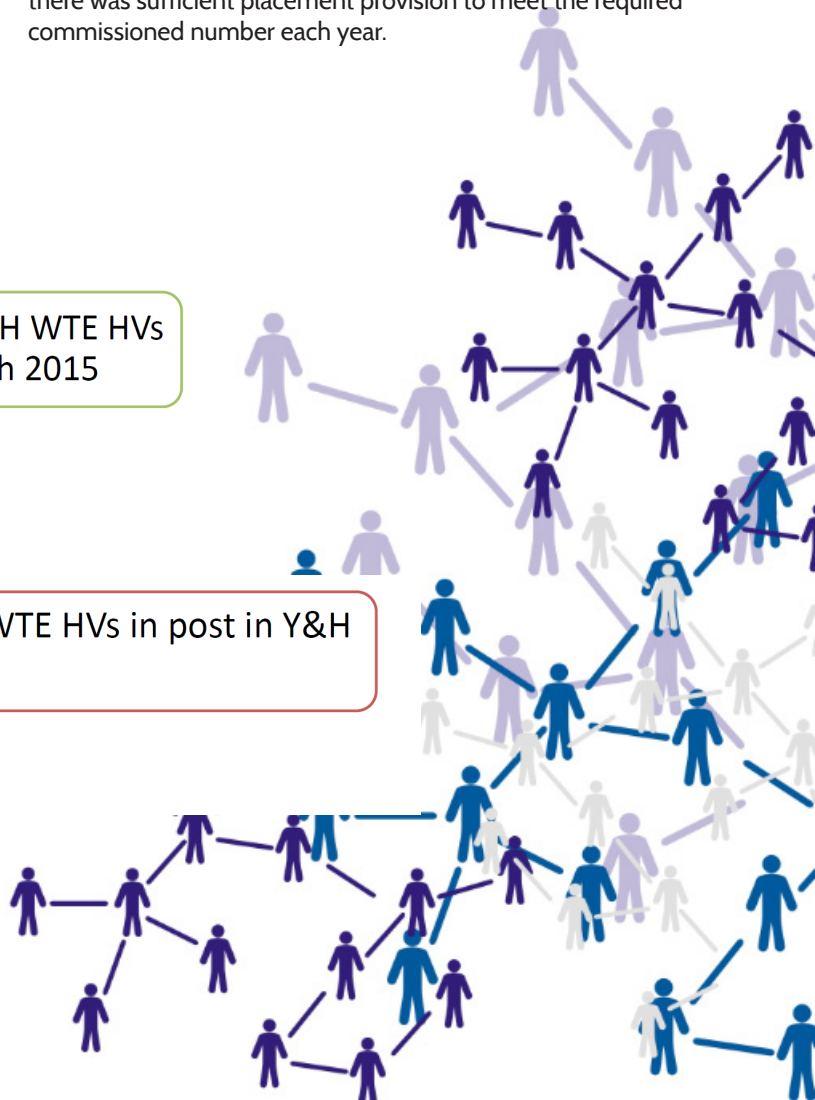 there was sufficient placement provision to meet the required
commissioned number each year.
H WTE HVs
h 2015
WTE HVs in post in Y&H